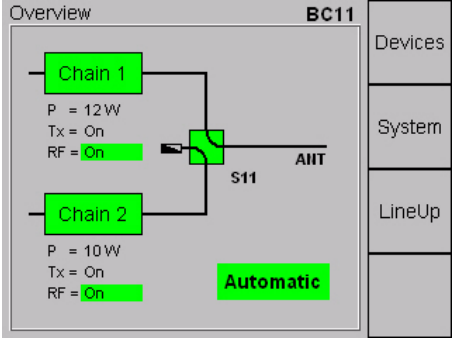 Overview BC11
Devices
Chain 1
P = 12 W
Tx = On
RF = On
ANT
S11
System
Chain 2
P = 10 W
Tx = On
RF = On
Automatic
LineUp